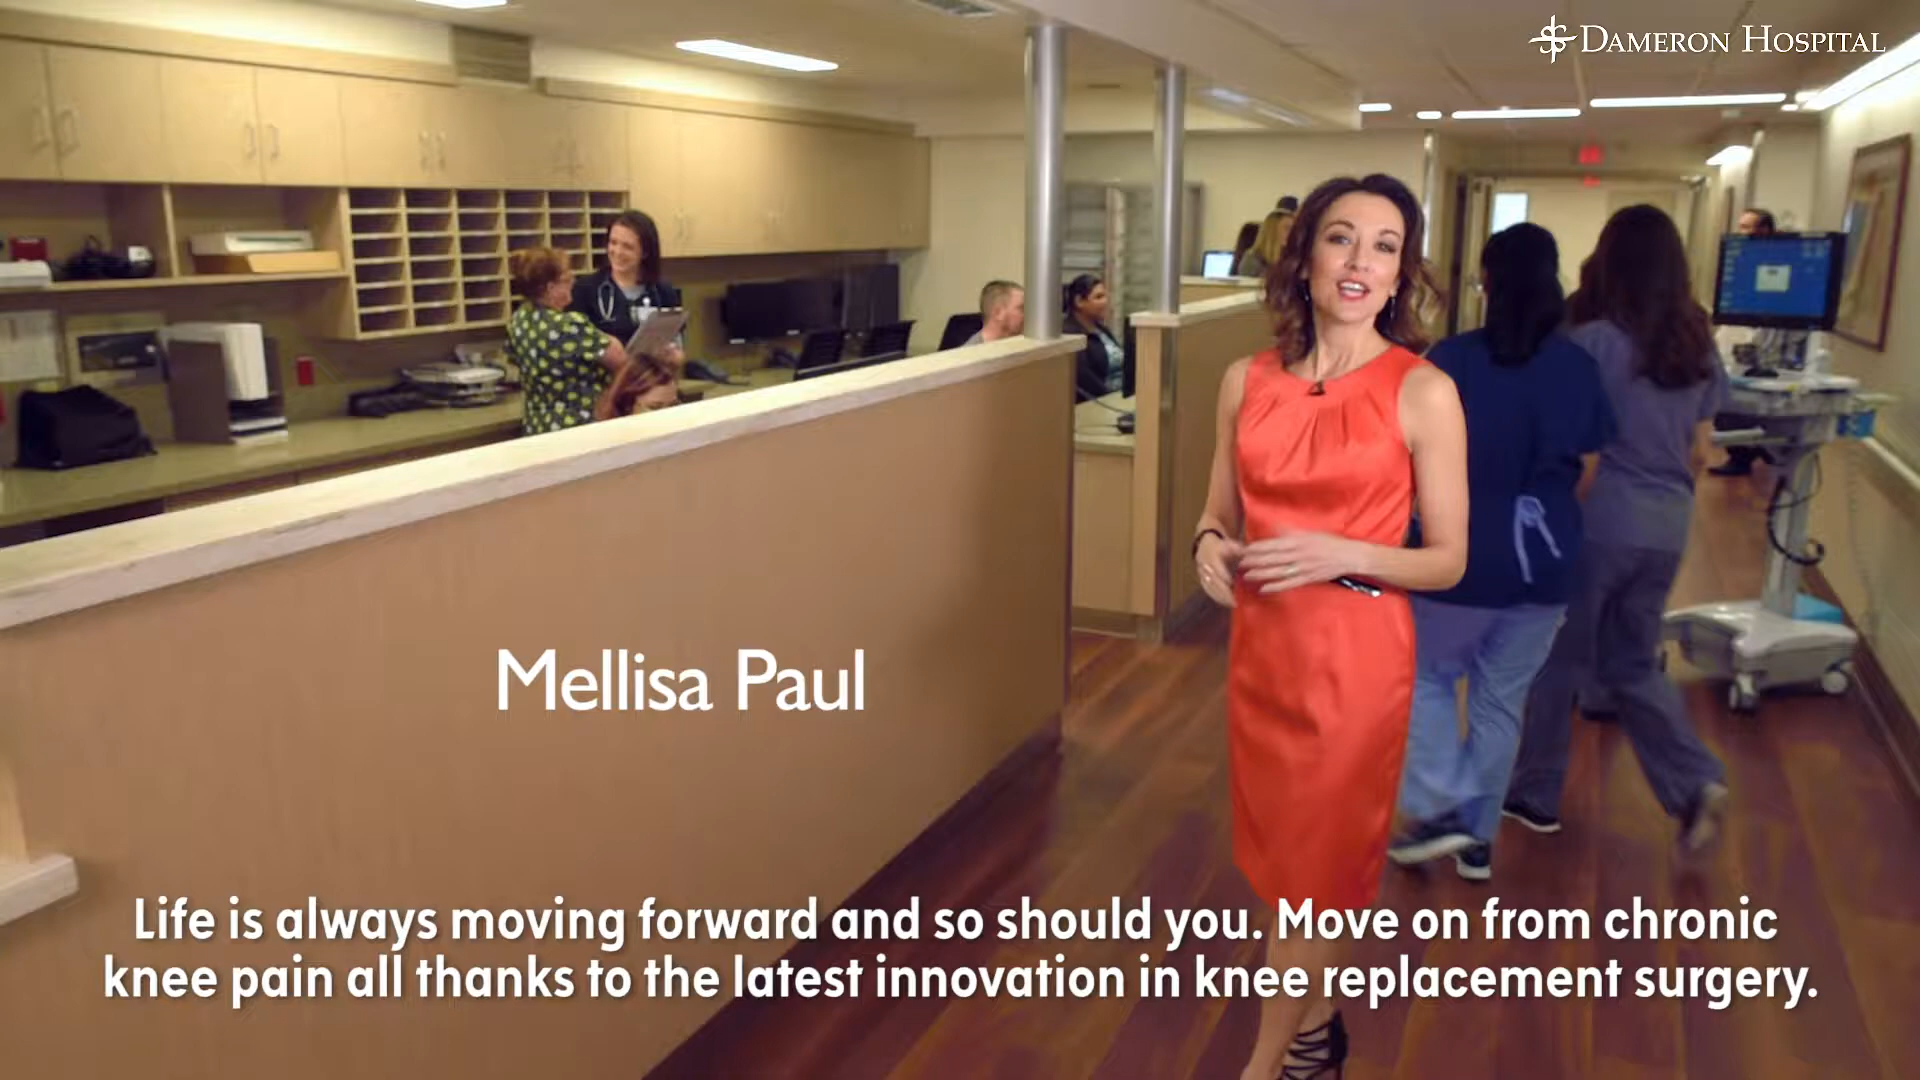 DAMERON HOSPITAL
Mellisa Paul
Life is always moving forward and so should you. Move on from chronic
knee pain all thanks to the latest innovation in knee replacement surgery.